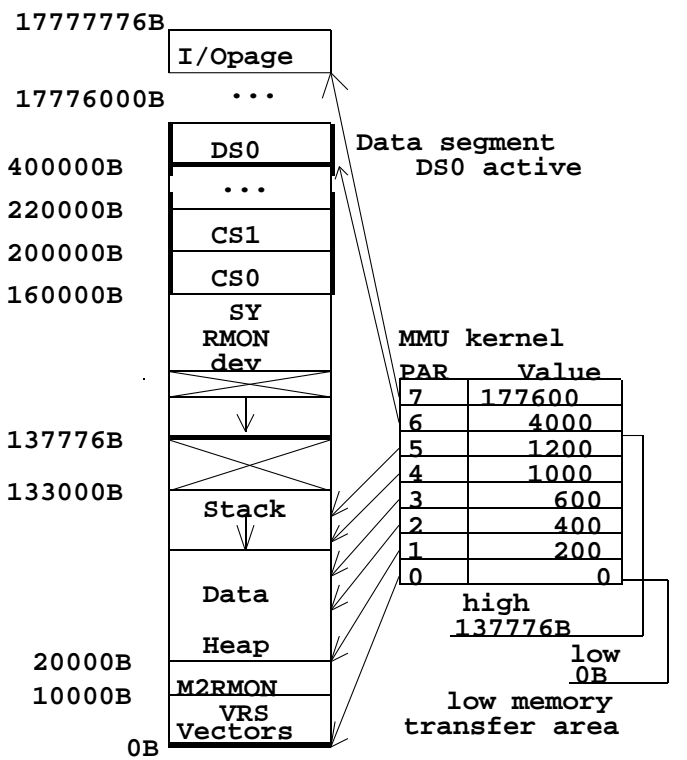 17777776B
I/Opage
17776000B
...
DS0
Data segment
DS0 active
400000B
...
220000B
CS1
200000B
CS0
160000B
SY
RMON
dev
MMU kernel
PAR Value
7 177600
6 4000
5 1200
4 1000
3 600
2 400
1 200
0 0
137776B
133000B
Stack
Data
Heap
high
137776B
low
0B
20000B
M2RMON
10000B
VRS
Vectors
0B
low memory
transfer area